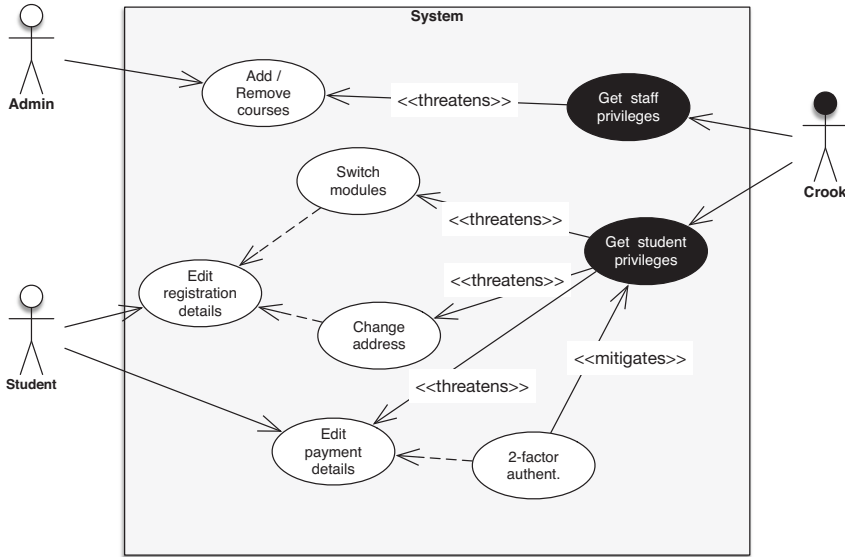 System
Admin
Add /
Remove
courses
<<threatens>>
Get staff
privileges
Crook
Switch
modules
<<threatens>>
Get student
privileges
Edit
registration
details
<<threatens>>
Change
address
Student
<<mitigates>>
<<threatens>>
Edit
payment
details
2-factor
authent.